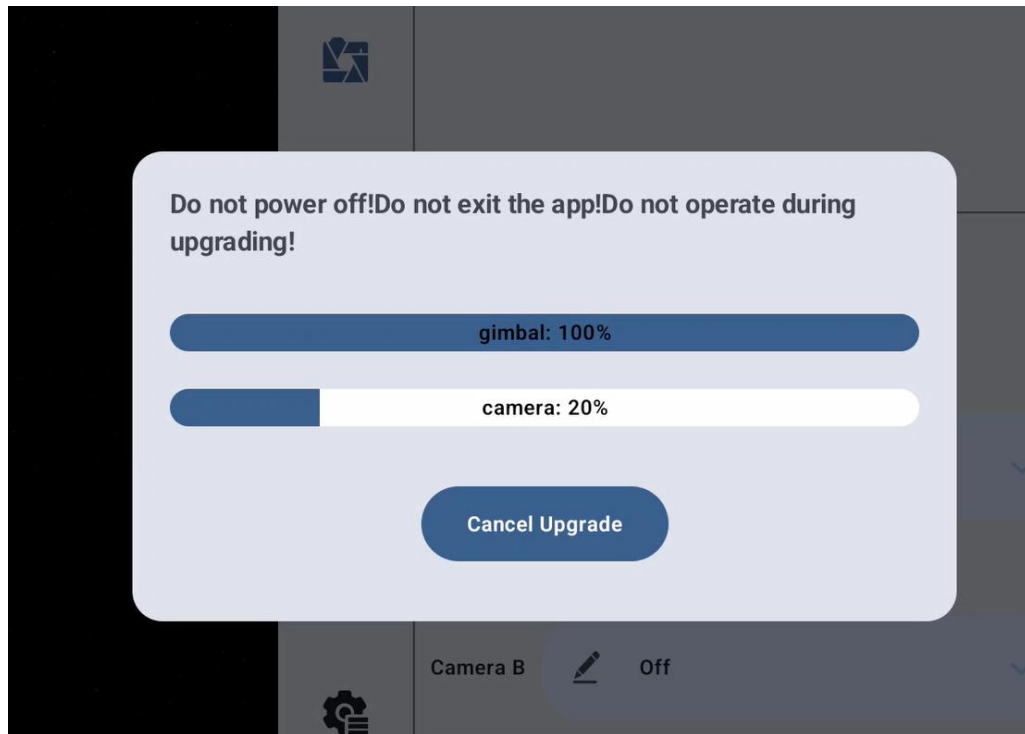 Do not power off!Do not exit the app!Do not operate during
upgrading!
gimbal: 100%
camera: 20%
Cancel Upgrade
Camera B
Off